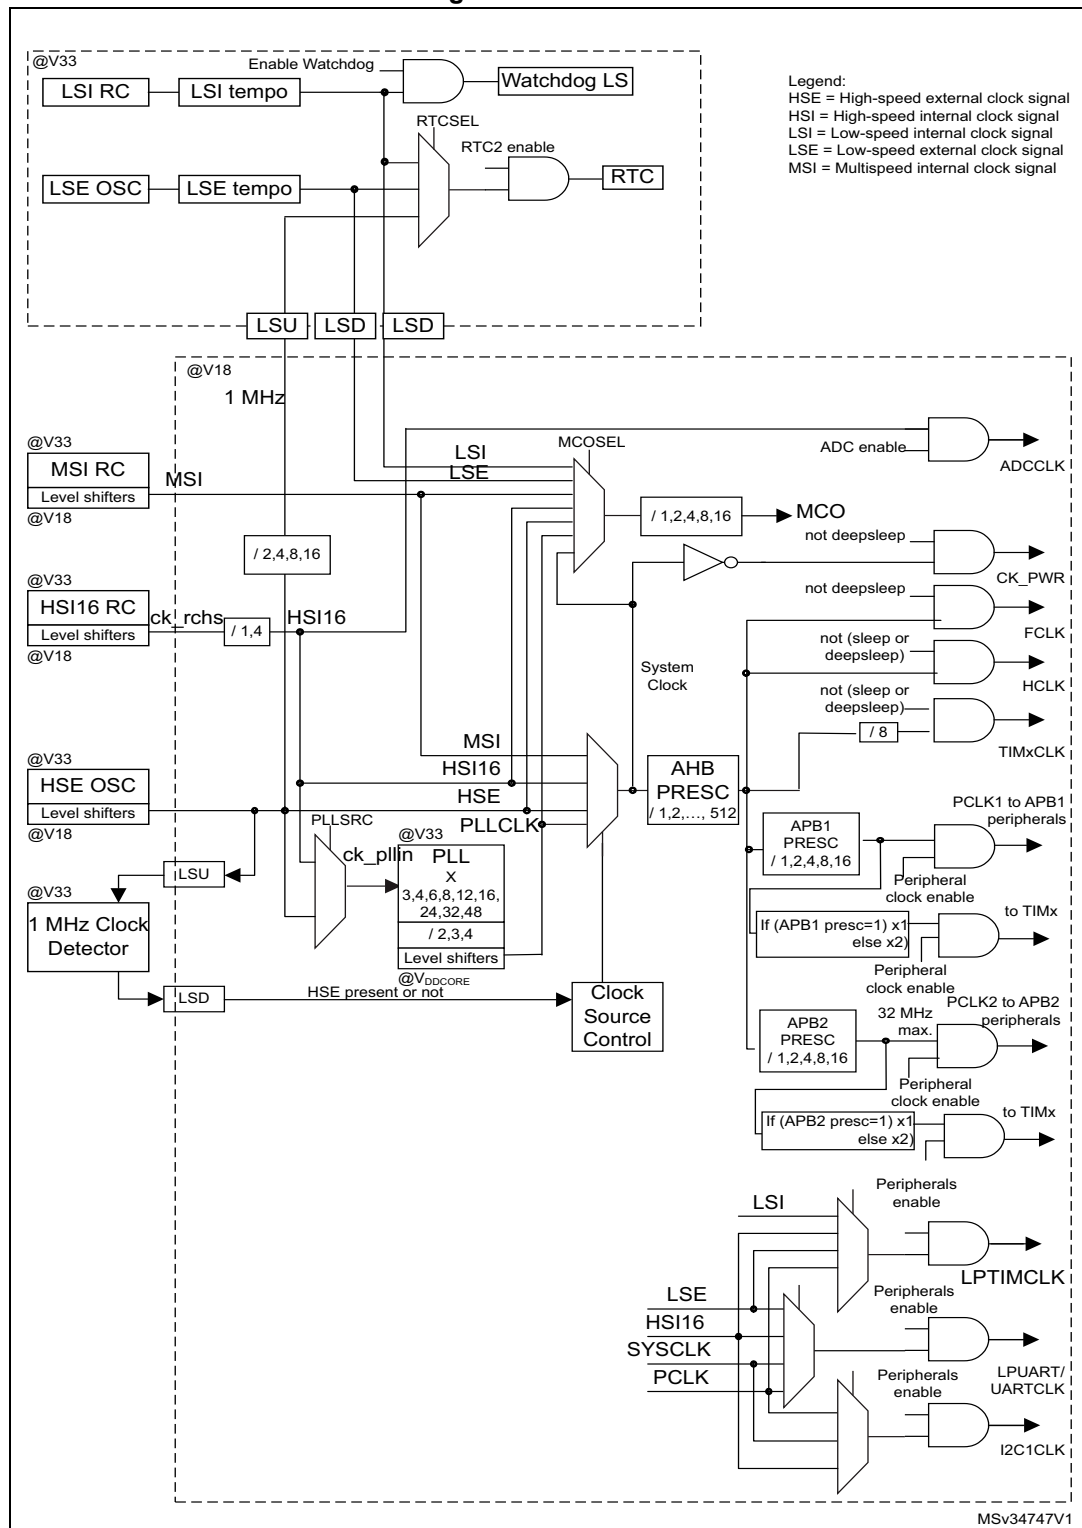 @V33
Enable Watchdog
LSI RC
LSI tempo
Watchdog LS
Legend:
HSE = High-speed external clock signal
HSI = High-speed internal clock signal
LSI = Low-speed internal clock signal
LSE = Low-speed external clock signal
MSI = Multispeed internal clock signal
RTCSEL
RTC2 enable
LSE OSC
LSE tempo
RTC
LSU
LSD
LSD
@V18
1 MHz
@V33
MSI RC
Level shifters
@V18
MSI
LSI
LSE
MCOSEL
ADC enable
ADCCLK
/ 1,2,4,8,16
MCO
/ 2,4,8,16
not deepsleep
CK_PWR
@V33
HSI16 RC
Level shifters
@V18
ck_rchs
/ 1,4
HSI16
not deepsleep
FCLK
System
Clock
not (sleep or
deepsleep)
HCLK
not (sleep or
deepsleep)
/ 8
TIMxCLK
@V33
HSE OSC
Level shifters
@V18
MSI
HSI16
HSE
PLLCLK
AHB
PRESC
/ 1,2,..., 512
PLLSRC
ck_pllin
@V33
PLL
X
3,4,6,8,12,16,
24,32,48
/ 2,3,4
Level shifters
@VDDCORE
APB1
PRESC
/ 1,2,4,8,16
PCLK1 to APB1
peripherals
Peripheral
clock enable
If (APB1 presc=1) x1
else x2)
to TIMx
Peripheral
clock enable
LSU
@V33
1 MHz Clock
Detector
LSD
HSE present or not
Clock
Source
Control
APB2
PRESC
/ 1,2,4,8,16
32 MHz
max.
PCLK2 to APB2
peripherals
Peripheral
clock enable
If (APB2 presc=1) x1
else x2)
to TIMx
LSI
Peripherals
enable
LPTIMCLK
LSE
HSI16
SYSCLK
PCLK
Peripherals
enable
LPUART/
UARTCLK
Peripherals
enable
I2C1CLK
MSv34747V1